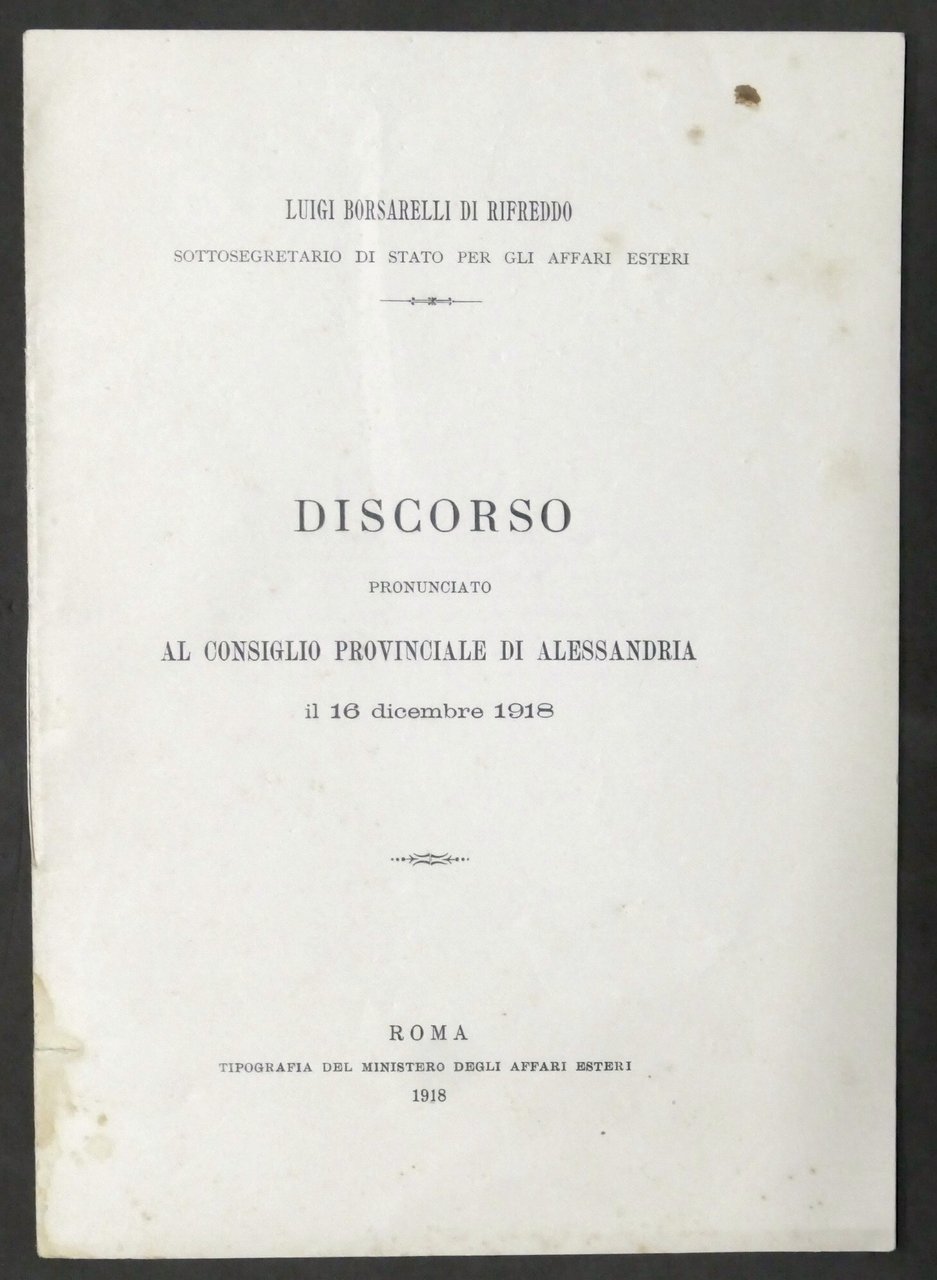 LUIGI BORSARELLI DI RIFREDDO
SOTTOSEGRETARIO DI STATO PER GLI AFFARI ESTERI
DISCORSO
PRONUNCIATO
AL CONSIGLIO PROVINCIALE DI ALESSANDRIA
il 16 dicembre 1918
ROMA
TIPOGRAFIA DEL MINISTERO DEGLI AFFARI ESTERI
1918